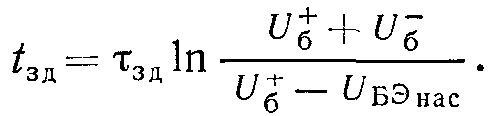 t_зд = τ_зд ln (U_б^+ + U_б^-) / (U_б^+ − U_БЭ нас).